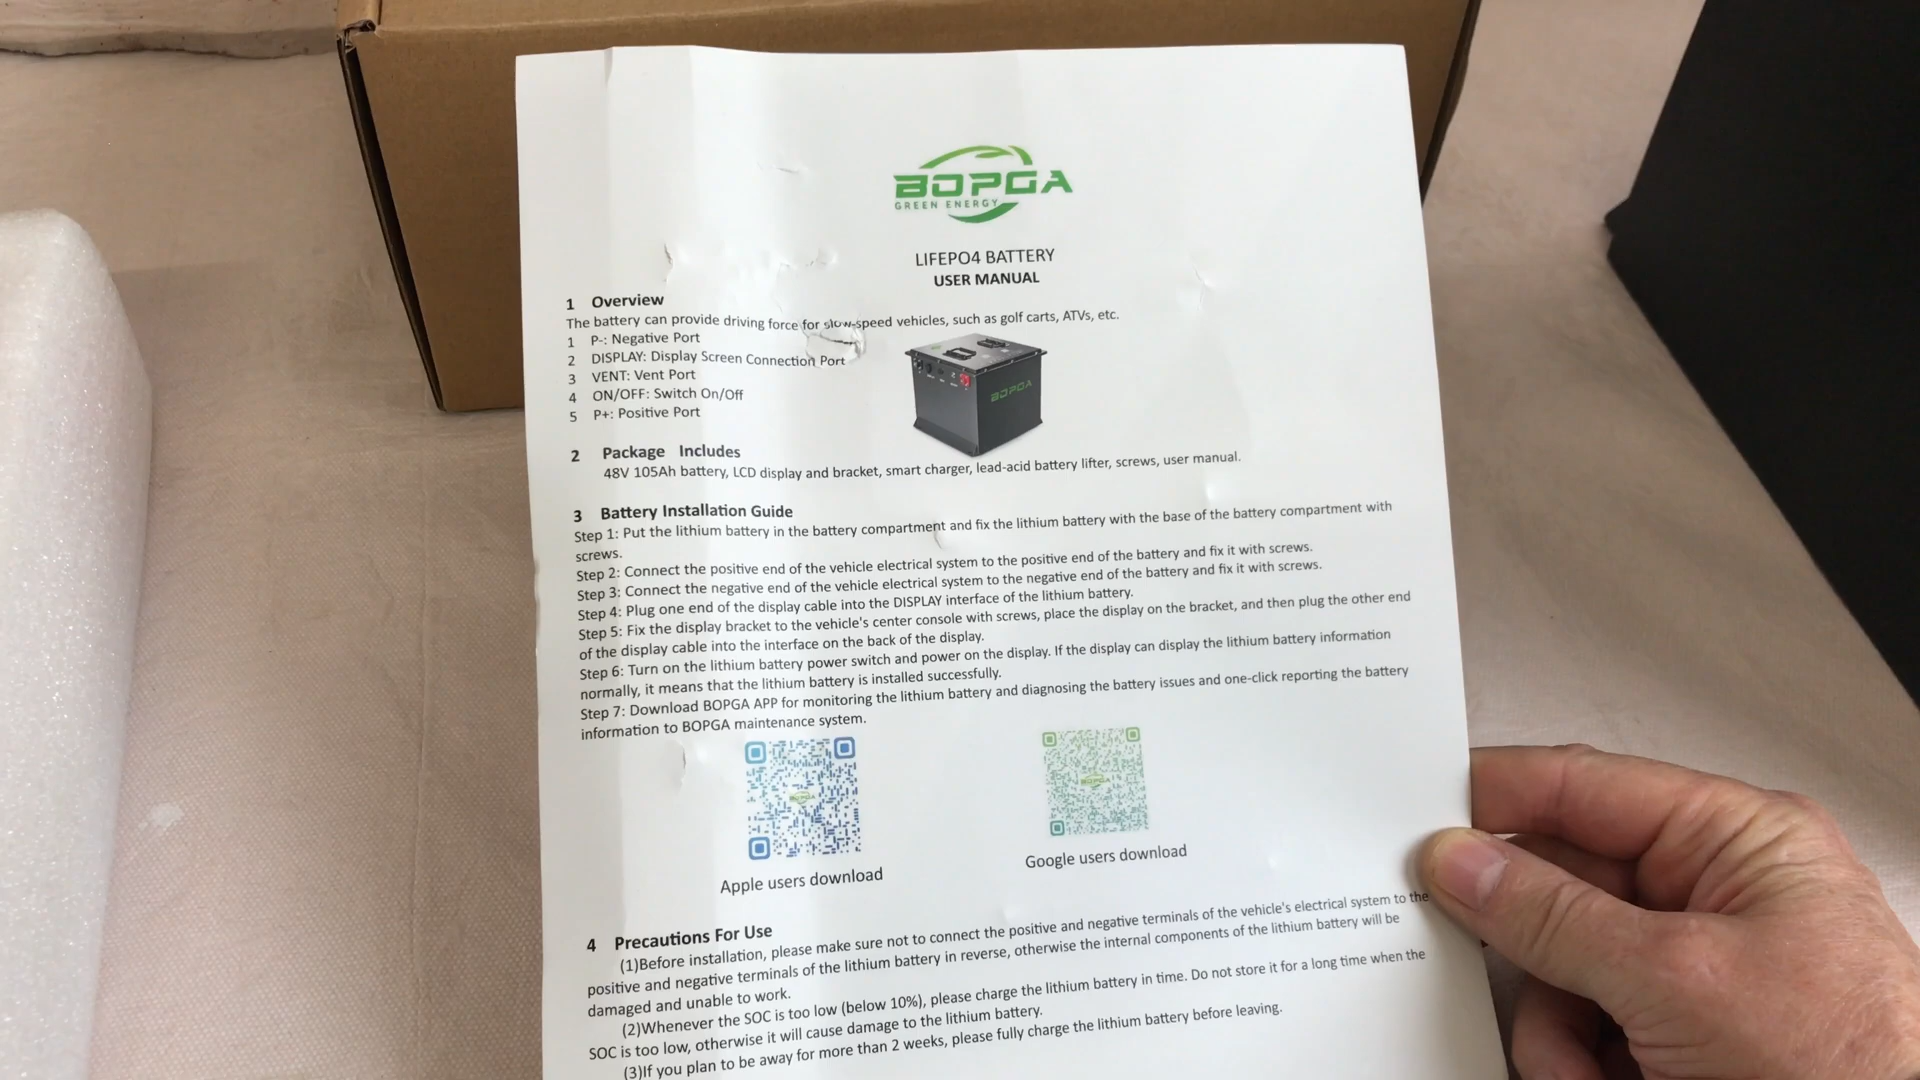 BOPGA
GREEN ENERGY
LIFEPO4 BATTERY
USER MANUAL
1 Overview
The battery can provide driving force for slow-speed vehicles, such as golf carts, ATVs, etc.
1 P-: Negative Port
2 DISPLAY: Display Screen Connection Port
3 VENT: Vent Port
4 ON/OFF: Switch On/Off
5 P+: Positive Port
BOPGA
2 Package Includes
48V 105Ah battery, LCD display and bracket, smart charger, lead-acid battery lifter, screws, user manual.
3 Battery Installation Guide
Step 1: Put the lithium battery in the battery compartment and fix the lithium battery with the base of the battery compartment with
screws.
Step 2: Connect the positive end of the vehicle electrical system to the positive end of the battery and fix it with screws.
Step 3: Connect the negative end of the vehicle electrical system to the negative end of the battery and fix it with screws.
Step 4: Plug one end of the display cable into the DISPLAY interface of the lithium battery.
Step 5: Fix the display bracket to the vehicle's center console with screws, place the display on the bracket, and then plug the other end
of the display cable into the interface on the back of the display.
Step 6: Turn on the lithium battery power switch and power on the display. If the display can display the lithium battery information
normally, it means that the lithium battery is installed successfully.
Step 7: Download BOPGA APP for monitoring the lithium battery and diagnosing the battery issues and one-click reporting the battery
information to BOPGA maintenance system.
BOPGA
BOPGA
Apple users download
Google users download
4 Precautions For Use
(1)Before installation, please make sure not to connect the positive and negative terminals of the vehicle's electrical system to the
positive and negative terminals of the lithium battery in reverse, otherwise the internal components of the lithium battery will be
damaged and unable to work.
(2)Whenever the SOC is too low (below 10%), please charge the lithium battery in time. Do not store it for a long time when the
SOC is too low, otherwise it will cause damage to the lithium battery.
(3)If you plan to be away for more than 2 weeks, please fully charge the lithium battery before leaving.